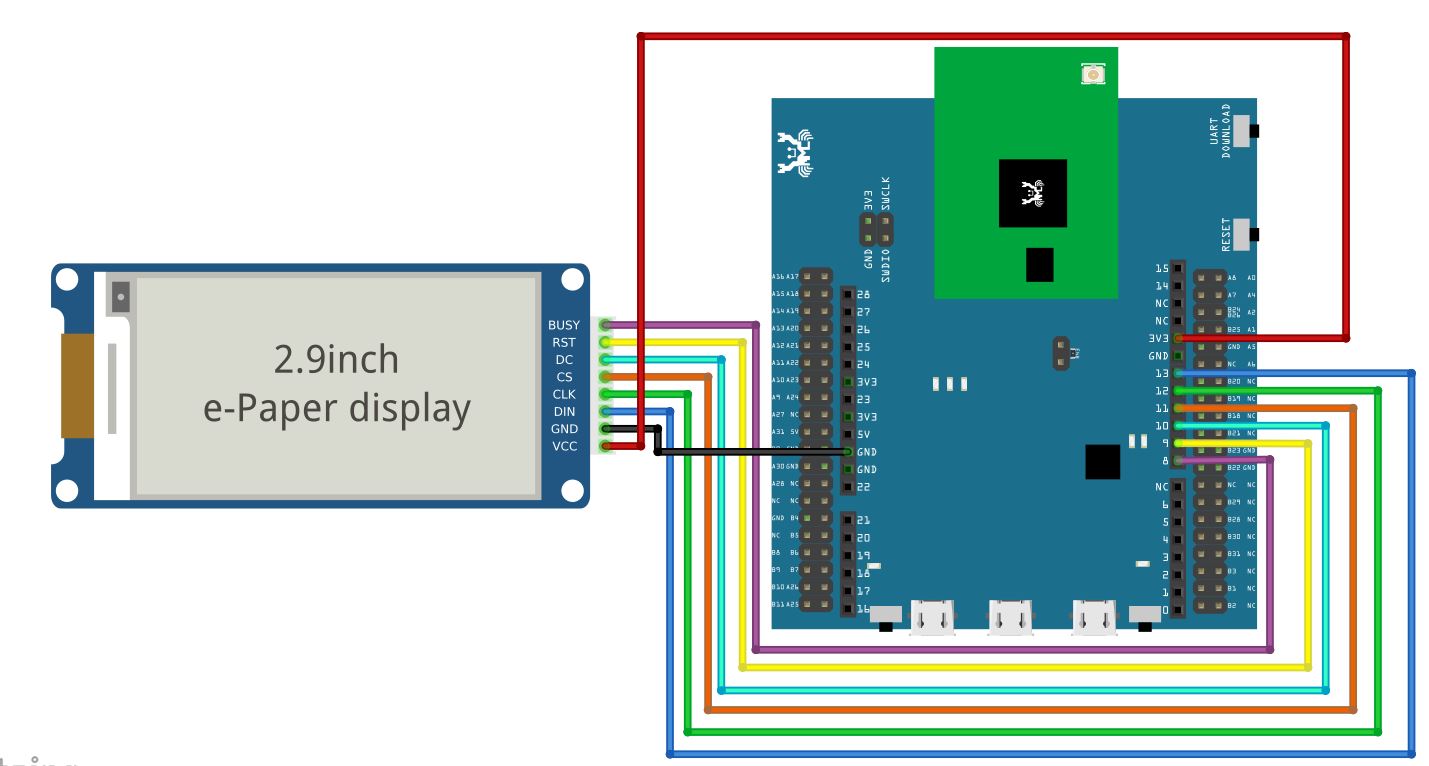 2.9inch
e-Paper display
BUSY
RST
DC
CS
CLK
DIN
GND
VCC
3V3
SWCLK
GND
SWDIO
UART
DOWNLOAD
RESET
A16 A17
A15 A18
A14 A19
A13 A20
A12 A21
A11 A22
A10 A23
A9 A24
A27 NC
A31 5V
A30 GND
A28 NC
NC NC
GND B4
NC B5
B8 B6
B9 B7
B10 A26
B11 A25
28
27
26
25
24
3V3
23
3V3
5V
GND
GND
22
21
20
19
18
17
16
15
14
NC
NC
3V3
GND
13
12
11
10
9
8
NC
6
5
4
3
2
1
0
A8 A0
A7 A4
A2
B25 A1
GND A5
NC A6
B20 NC
B19 NC
B18 NC
B21 NC
B23 GND
B22 GND
NC NC
B29 NC
B28 NC
B30 NC
B31 NC
B3 NC
B1 NC
B2 NC